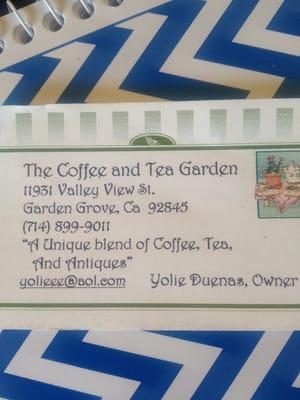 The Coffee and Tea Garden
11931 Valley View St.
Garden Grove, Ca 92845
(714) 899-9011
"A Unique blend of Coffee, Tea,
And Antiques"
yolieee@aol.com Yolie Duenas, Owner